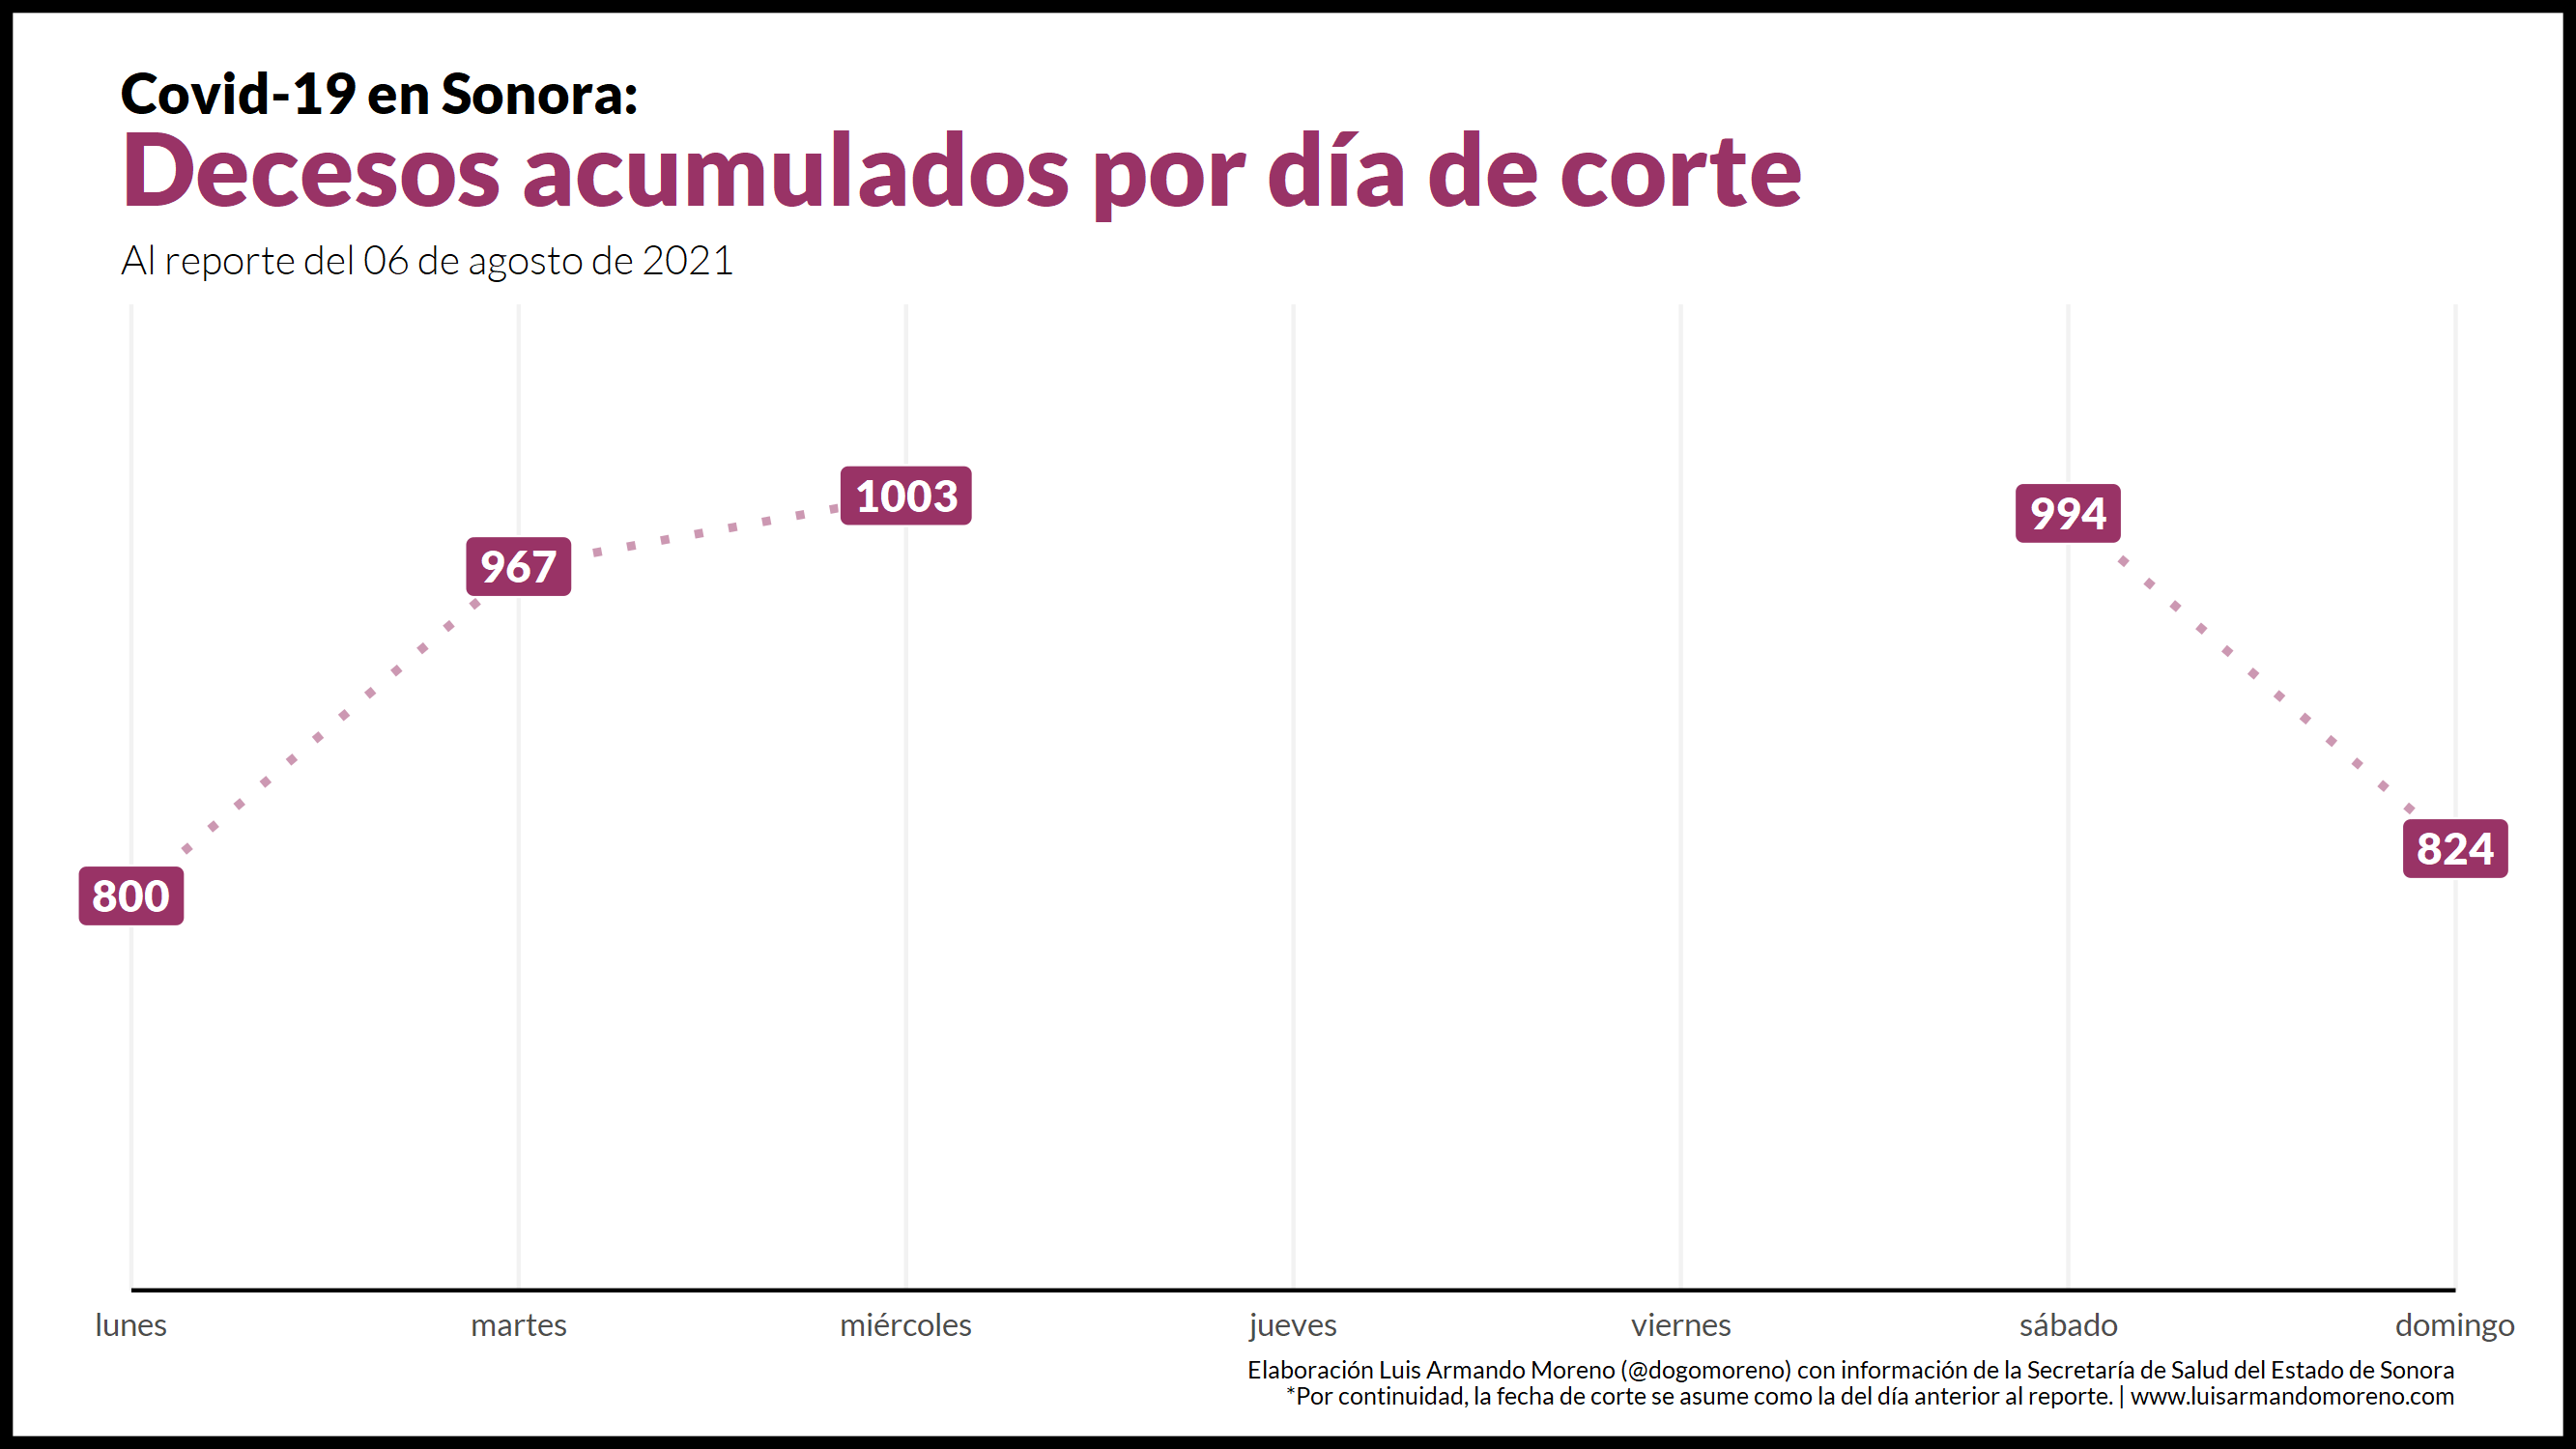 Covid-19 en Sonora:
Decesos acumulados por día de corte
Al reporte del 06 de agosto de 2021
1003
994
967
824
800
lunes martes miércoles jueves viernes sábado domingo
Elaboración Luis Armando Moreno (@dogomoreno) con información de la Secretaría de Salud del Estado de Sonora
*Por continuidad, la fecha de corte se asume como la del día anterior al reporte. | www.luisarmandomoreno.com